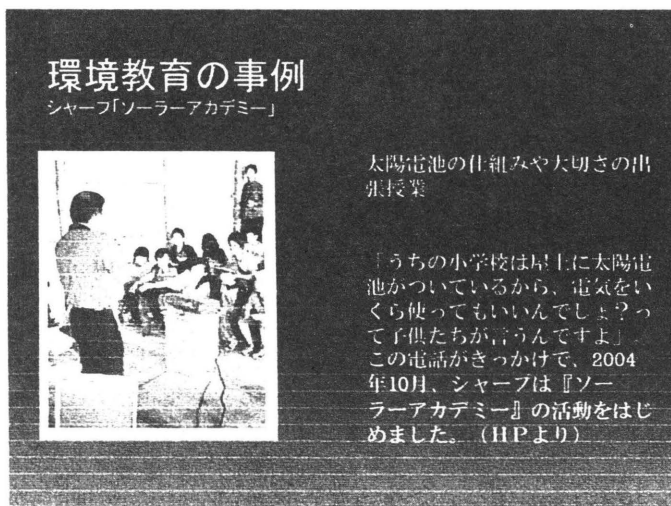 環境教育の事例
シャープ「ソーラーアカデミー」
太陽電池の仕組みや大切さの出
張授業
「うちの小学校は屋上に太陽電
池がついているから、電気をい
くら使ってもいいんでしょ？っ
て子供たちが言うんですよ」。
この電話がきっかけで、2004
年10月、シャープは『ソー
ラーアカデミー』の活動をはじ
めました。（ＨＰより）